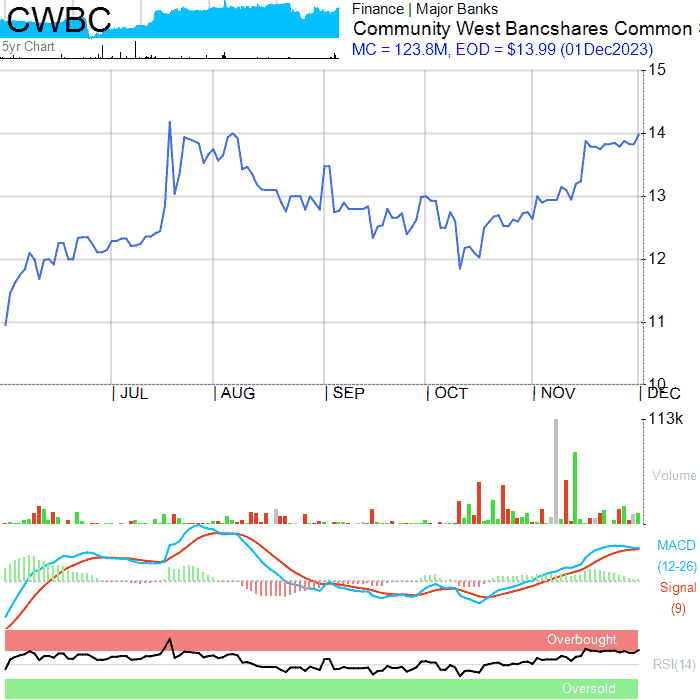 CWBC
5yr Chart
Finance | Major Banks
Community West Bancshares Common
MC = 123.8M, EOD = $13.99 (01Dec2023)
15
14
13
12
11
10
JUL AUG SEP OCT NOV DEC
113k
Volume
MACD
(12-26)
Signal
(9)
Overbought
RSI(14)
Oversold